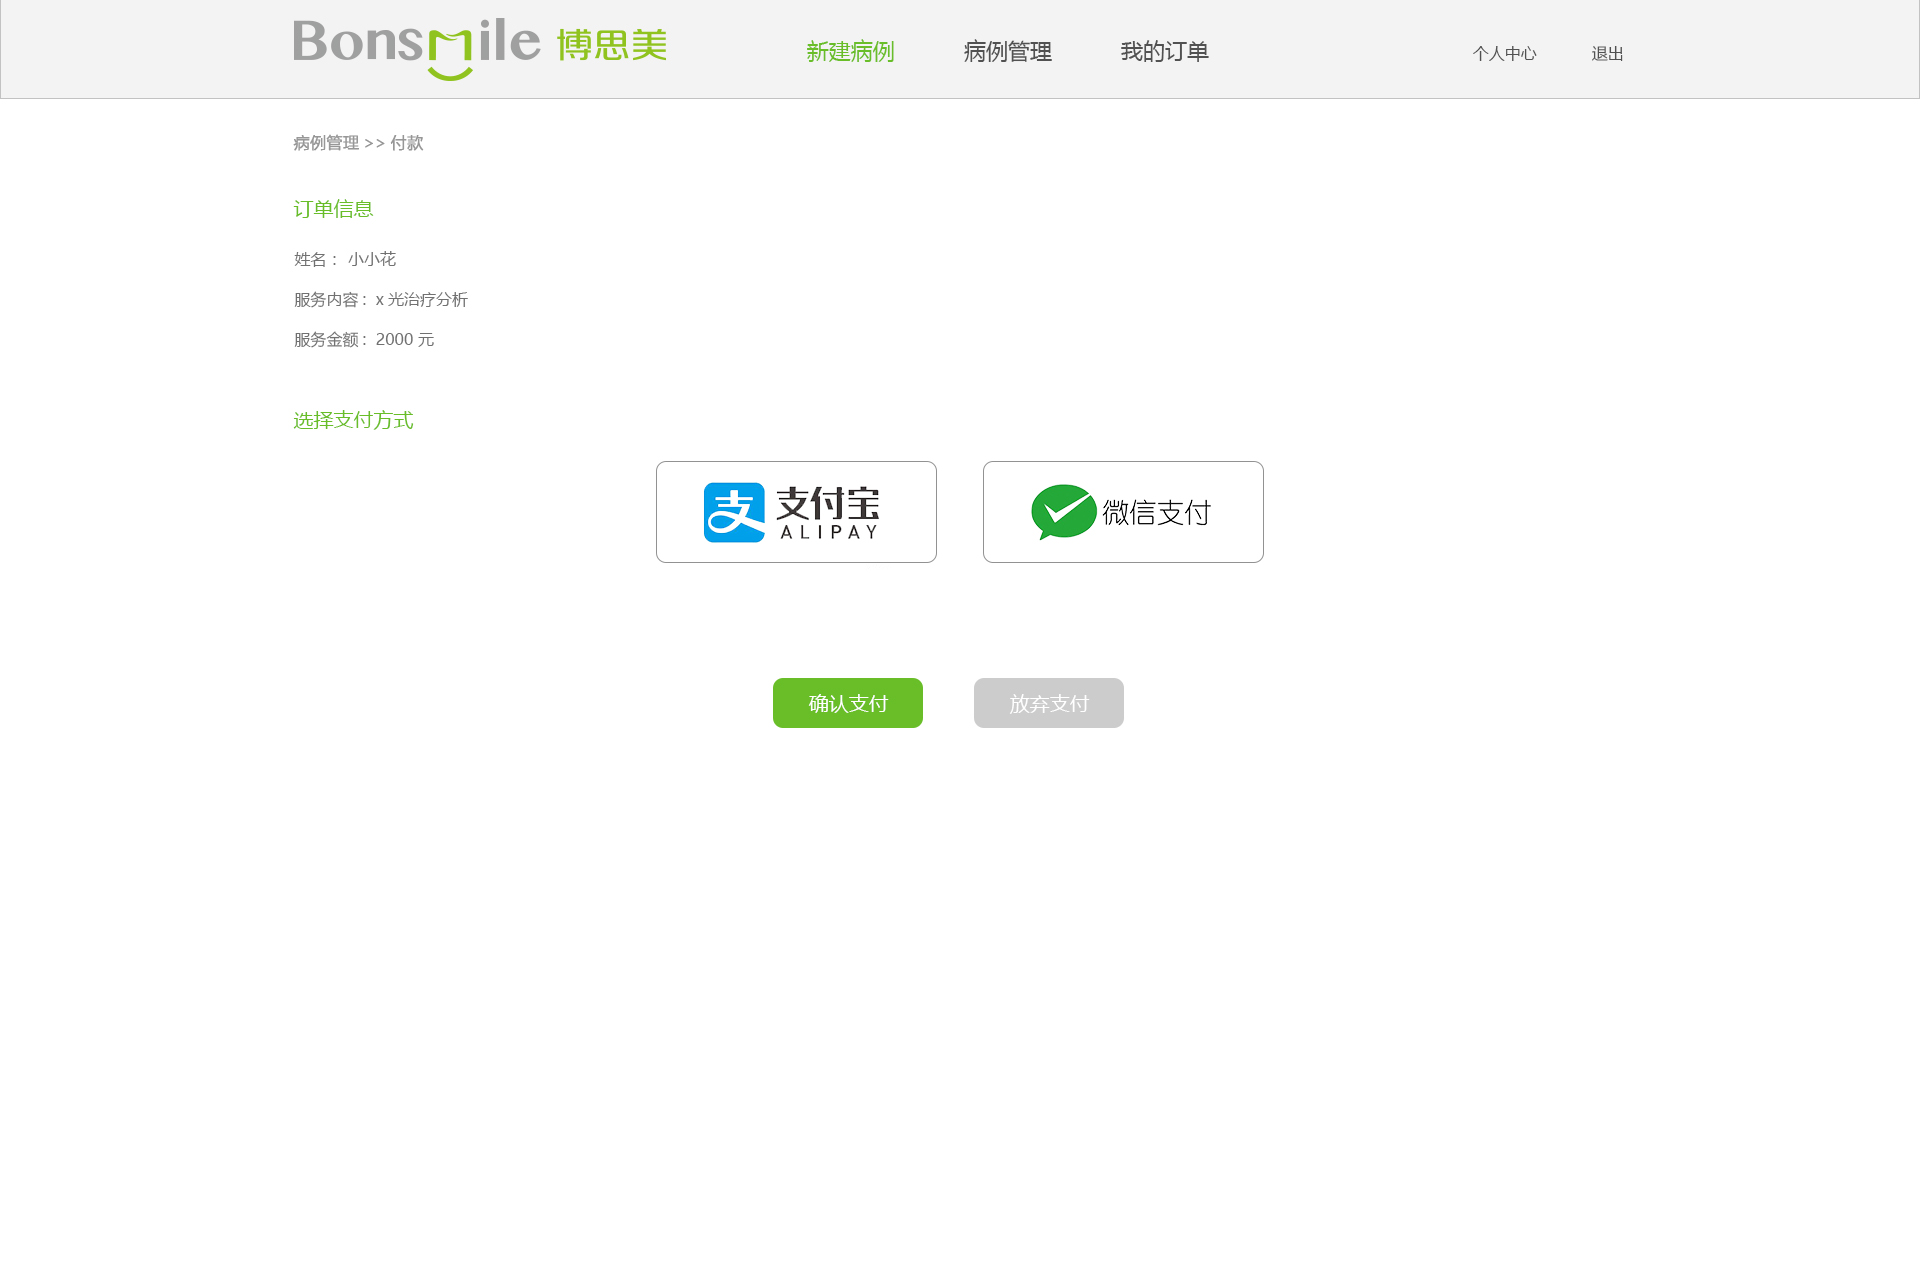 Bonsmile 博思美 新建病例 病例管理 我的订单 个人中心 退出
病例管理 >> 付款
订单信息
姓名： 小小花
服务内容：x 光治疗分析
服务金额：2000 元
选择支付方式
支 支付宝
ALIPAY
微信支付
确认支付 放弃支付